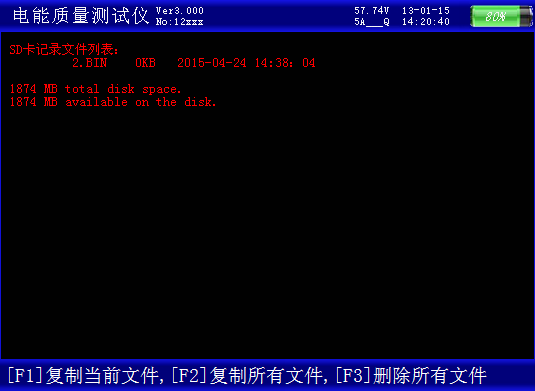 电能质量测试仪 Ver3.000 57.74V 13-01-15 80%
No:12xxx 5A___Q 14:20:40
SD卡记录文件列表:
2.BIN 0KB 2015-04-24 14:38:04
1874 MB total disk space.
1874 MB available on the disk.
[F1]复制当前文件,[F2]复制所有文件,[F3]删除所有文件